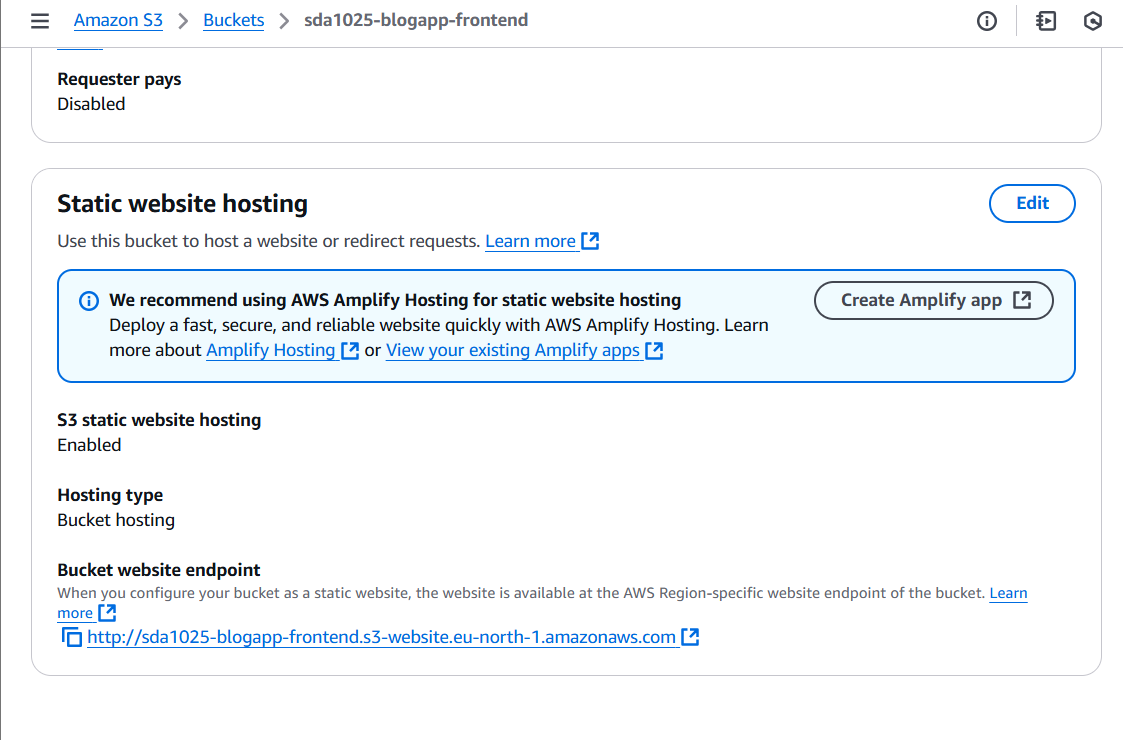 Amazon S3 > Buckets > sda1025-blogapp-frontend
Requester pays
Disabled
Static website hosting
Edit
Use this bucket to host a website or redirect requests. Learn more
We recommend using AWS Amplify Hosting for static website hosting
Create Amplify app
Deploy a fast, secure, and reliable website quickly with AWS Amplify Hosting. Learn
more about Amplify Hosting or View your existing Amplify apps
S3 static website hosting
Enabled
Hosting type
Bucket hosting
Bucket website endpoint
When you configure your bucket as a static website, the website is available at the AWS Region-specific website endpoint of the bucket. Learn
more
http://sda1025-blogapp-frontend.s3-website.eu-north-1.amazonaws.com